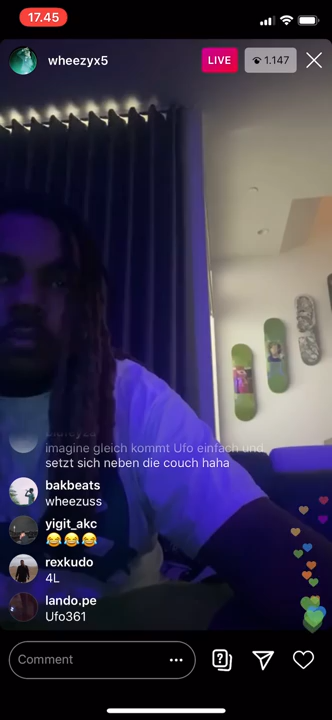 17.45
wheezyx5
LIVE
1.147
imagine gleich kommt Ufo einfach und
setzt sich neben die couch haha
bakbeats
wheezuss
yigit_akc
😂😂😂
rexkudo
4L
lando.pe
Ufo361
Comment